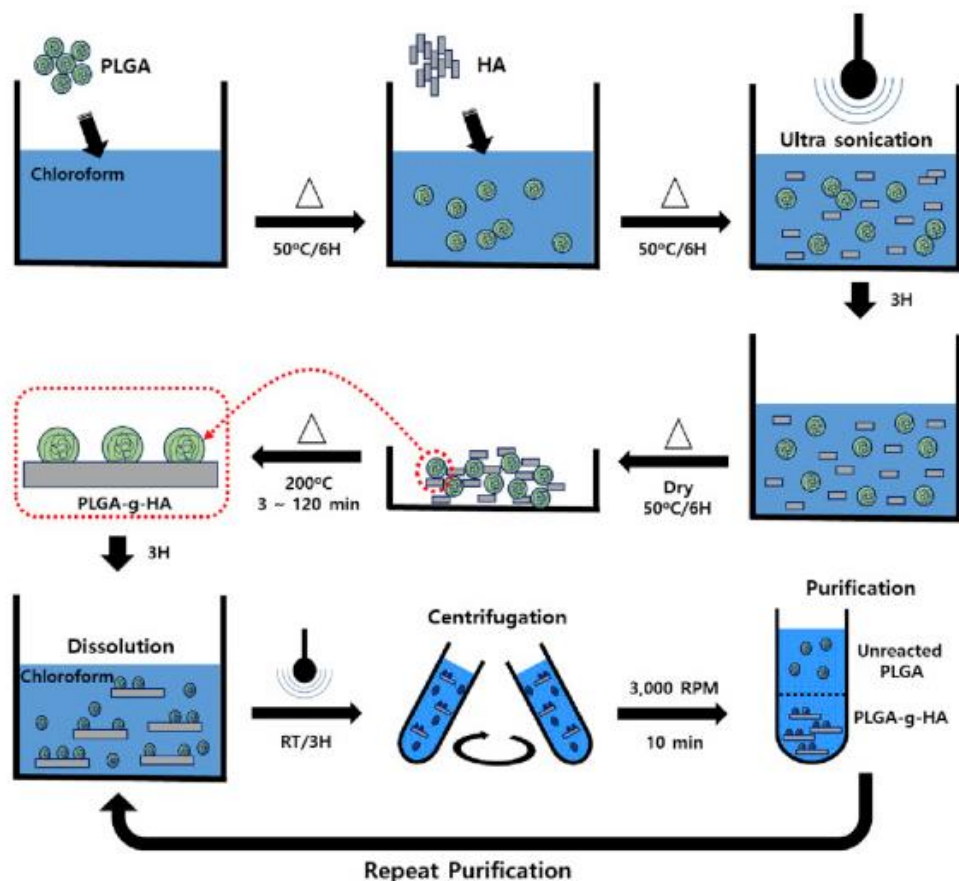 PLGA
HA
Chloroform
Ultra sonication
50°C/6H
50°C/6H
3H
PLGA-g-HA
200°C
3 ~ 120 min
Dry
50°C/6H
3H
Dissolution
Chloroform
RT/3H
Centrifugation
3,000 RPM
10 min
Purification
Unreacted
PLGA
PLGA-g-HA
Repeat Purification